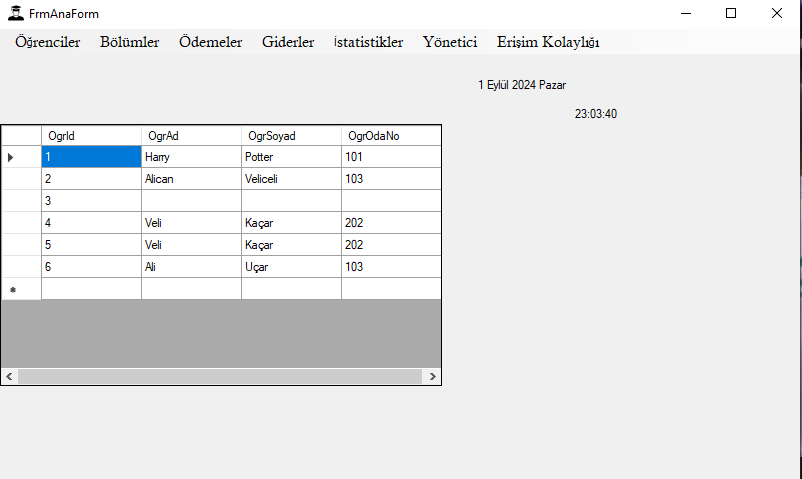 FrmAnaForm
Öğrenciler Bölümler Ödemeler Giderler İstatistikler Yönetici Erişim Kolaylığı
1 Eylül 2024 Pazar
23:03:40
OgrId OgrAd OgrSoyad OgrOdaNo
1 Harry Potter 101
2 Alican Veliceli 103
3
4 Veli Kaçar 202
5 Veli Kaçar 202
6 Ali Uçar 103